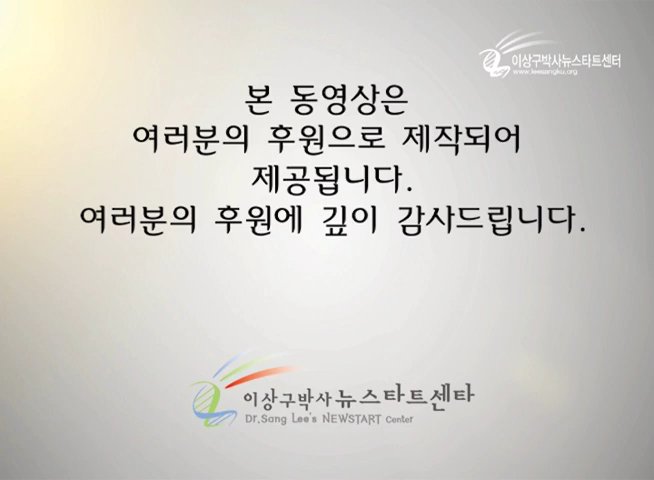 이상구박사뉴스타트센터
www.leesangku.org
본 동영상은
여러분의 후원으로 제작되어
제공됩니다.
여러분의 후원에 깊이 감사드립니다.
이상구박사뉴스타트센타
Dr.Sang Lee's NEWSTART Center